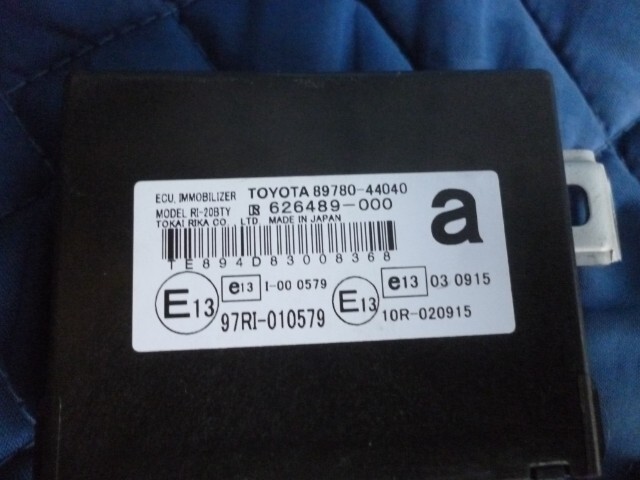 ECU, IMMOBILIZER TOYOTA 89780-44040
MODEL RI-20BTY R 626489-000
TOKAI RIKA CO., LTD. MADE IN JAPAN
a
TE894D83008368
E13 e13 I-00 0579
97RI-010579
E13 e13 03 0915
10R-020915